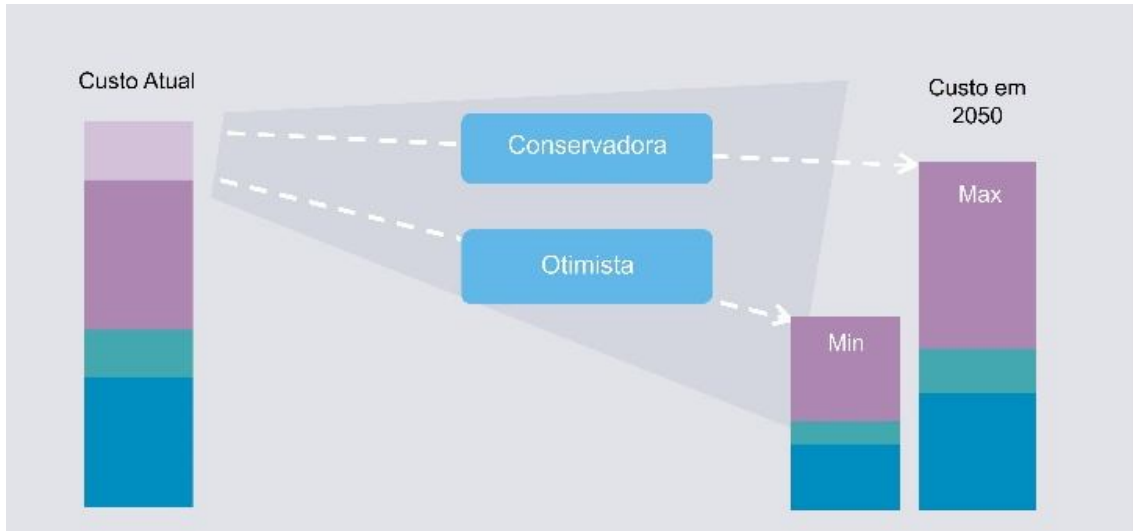 Custo Atual
Conservadora
Otimista
Custo em
2050
Max
Min